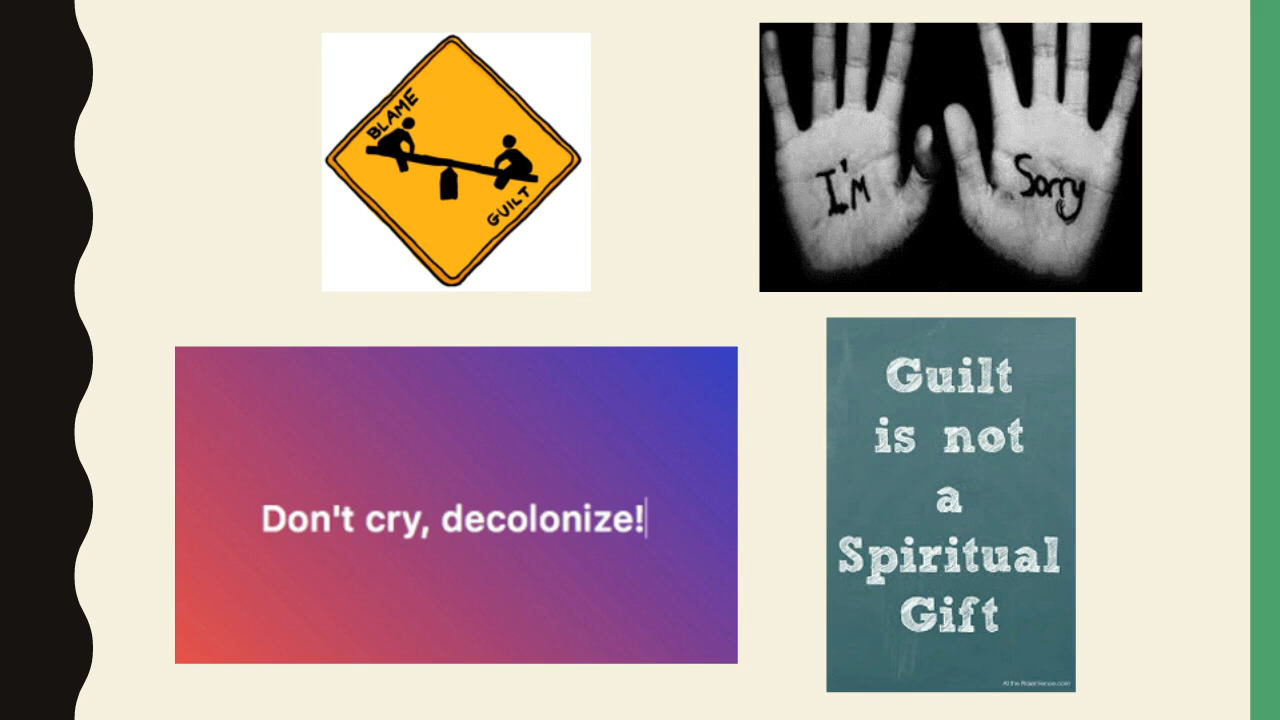 BLAME
GUILT
I'M Sorry
Don't cry, decolonize!
Guilt
is not
a
Spiritual
Gift